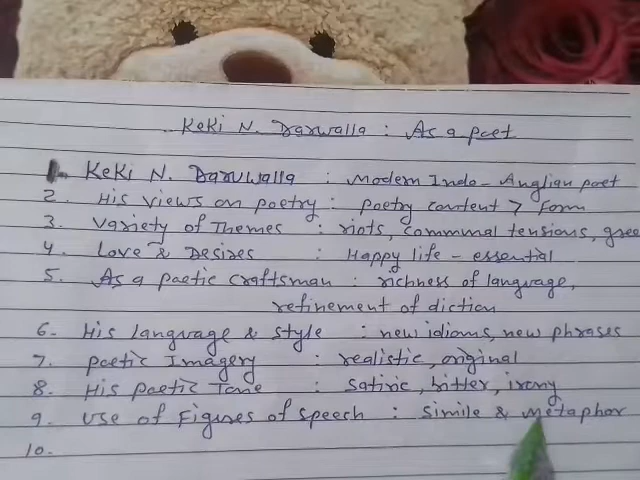 Keki N. Darwalla : As a poet
1. Keki N. Daruwalla : Modern Indo-Anglian poet
2. His views on poetry : poetry content > form
3. Variety of Themes : riots, communal tensions, gree
4. Love & Desires : Happy life - essential
5. As a poetic craftsman : richness of language,
refinement of diction
6. His language & style : new idioms, new phrases
7. Poetic Imagery : realistic, original
8. His Poetic Tone : Satiric, bitter, irony
9. Use of Figures of speech : Simile & metaphor
10.